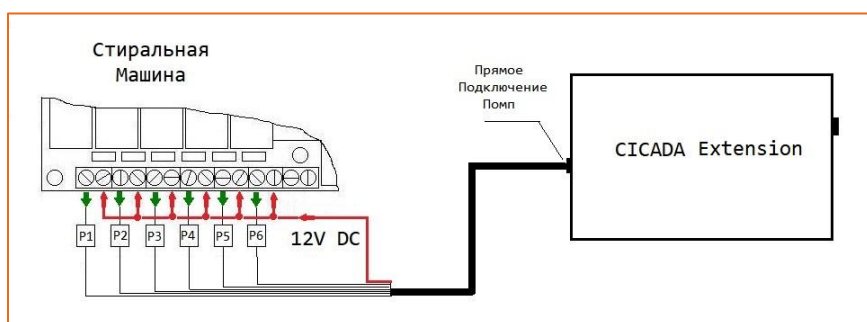 Стиральная
Машина
Прямое
Подключение
Помп
CICADA Extension
P1 P2 P3 P4 P5 P6
12V DC